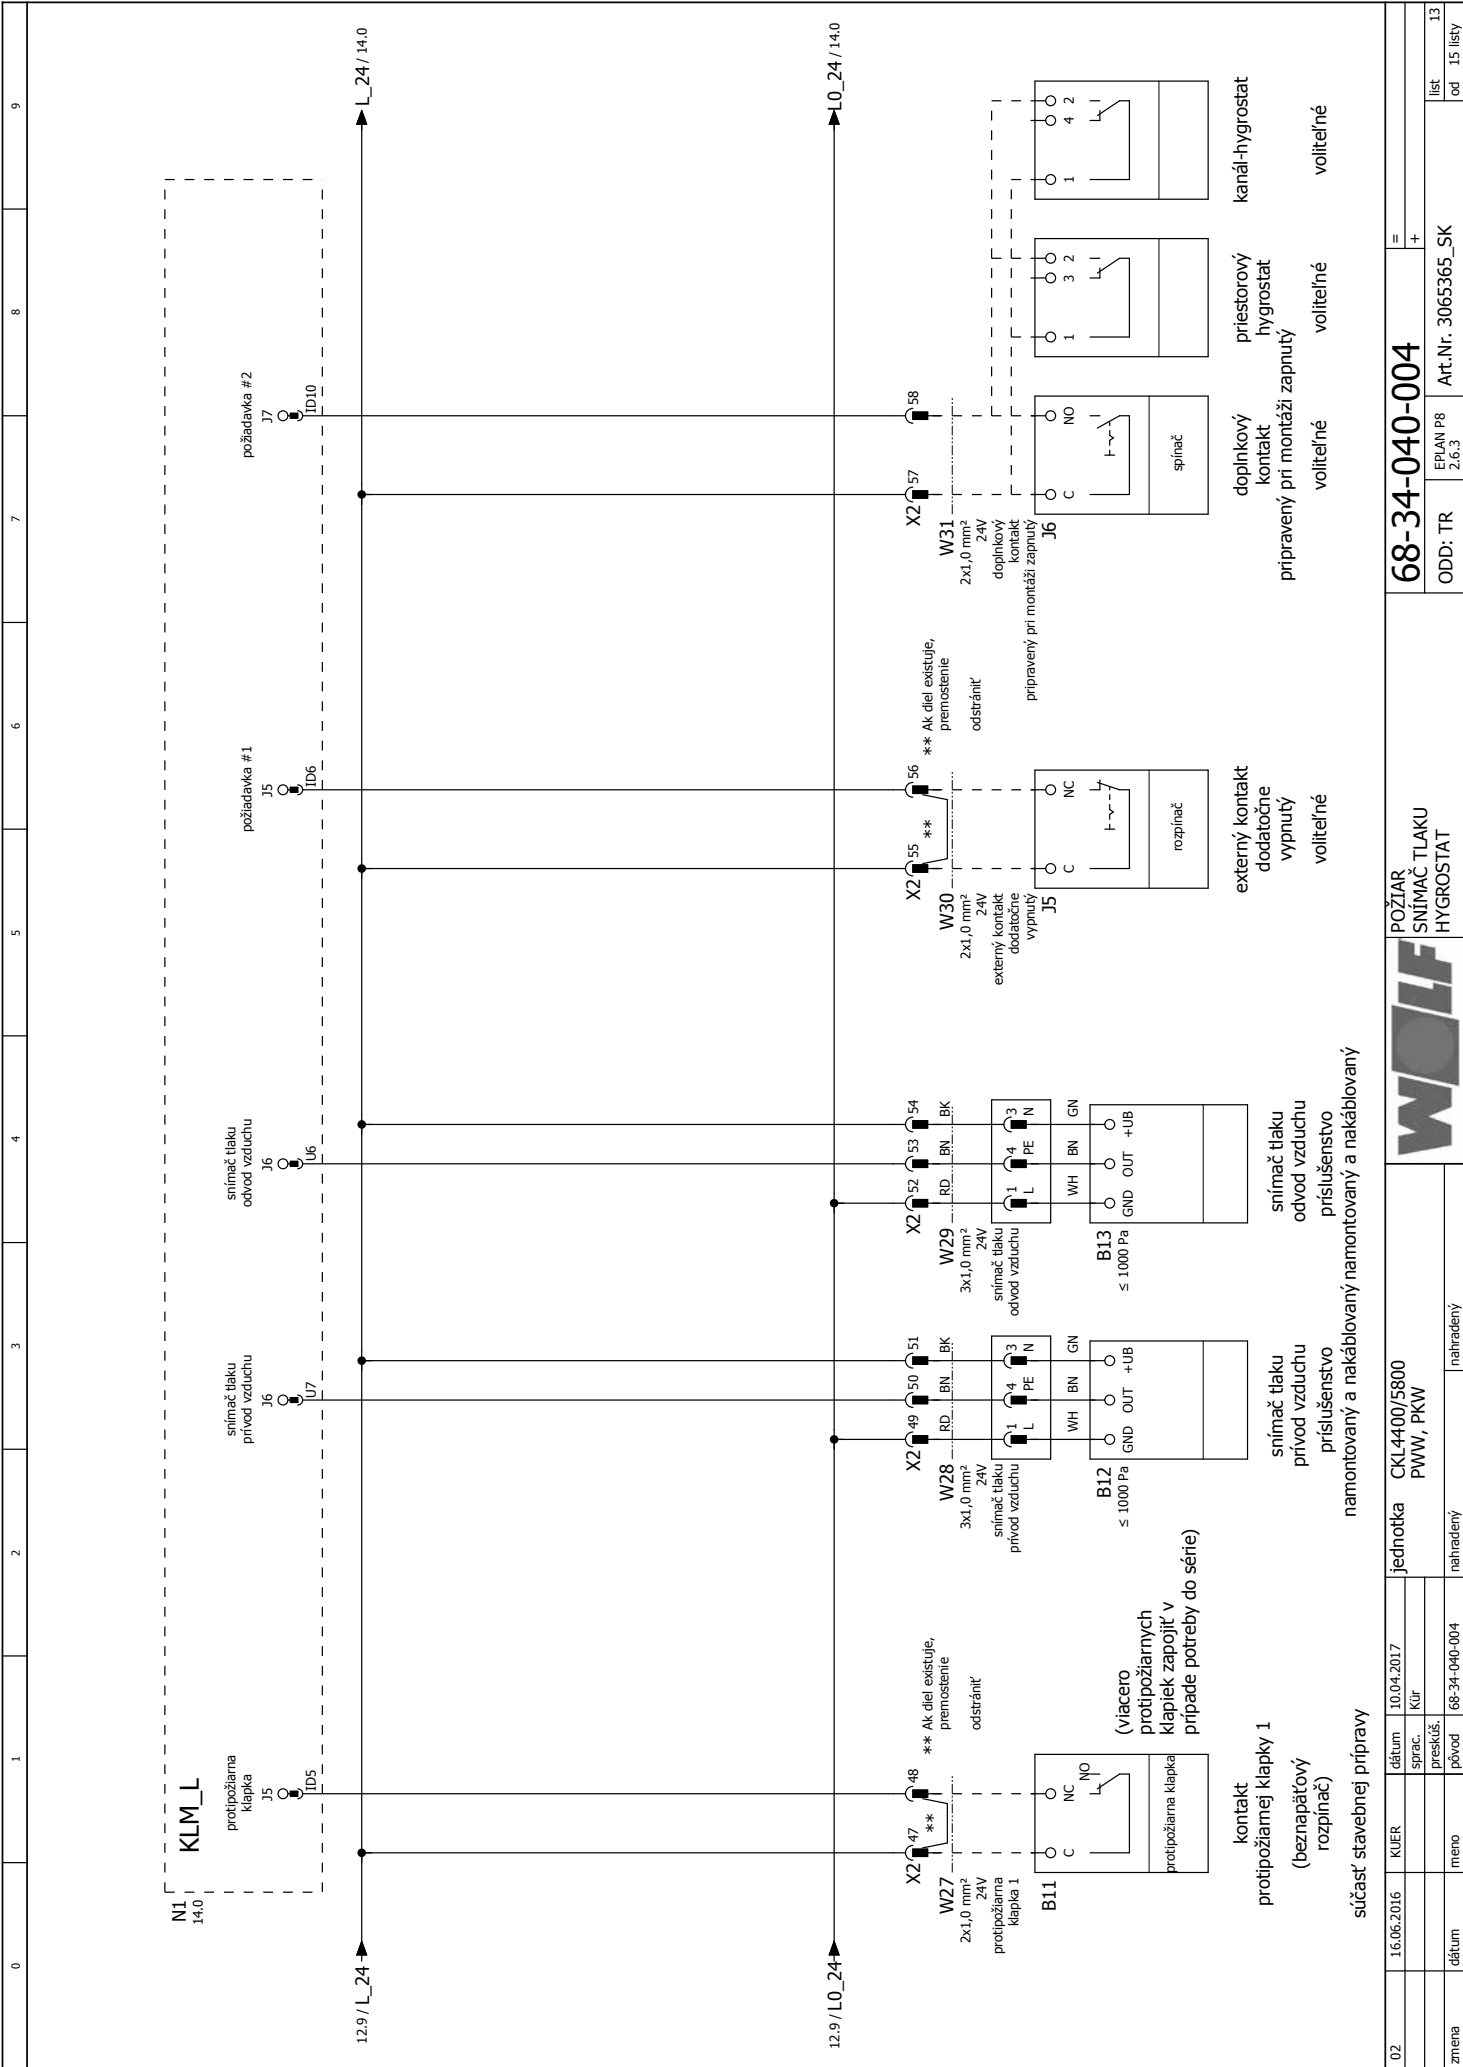 0 1 2 3 4 5 6 7 8 9
N1
14.0
KLM_L
protipožiarna
klapka
J5
ID5
snímač tlaku
prívod vzduchu
J6
U7
snímač tlaku
odvod vzduchu
J6
U6
požiadavka #1
J5
ID6
požiadavka #2
J7
ID10
12.9 / L_24
L_24 / 14.0
12.9 / L0_24
L0_24 / 14.0
X2 47 48
**
** Ak diel existuje,
premostenie
odstrániť
W27
2x1,0 mm²
24V
protipožiarna
klapka 1
B11
C NC NO
protipožiarna klapka
(viacero
protipožiarnych
klapiek zapojiť v
prípade potreby do série)
kontakt
protipožiarnej klapky 1
(beznapäťový
rozpínač)
súčasť stavebnej prípravy
X2 49 50 51
RD BN BK
W28
3x1,0 mm²
24V
snímač tlaku
prívod vzduchu
1 4 3
L PE N
WH BN GN
B12
≤ 1000 Pa
GND OUT +UB
snímač tlaku
prívod vzduchu
príslušenstvo
namontovaný a nakáblovaný
X2 52 53 54
RD BN BK
W29
3x1,0 mm²
24V
snímač tlaku
odvod vzduchu
1 4 3
L PE N
WH BN GN
B13
≤ 1000 Pa
GND OUT +UB
snímač tlaku
odvod vzduchu
príslušenstvo
namontovaný a nakáblovaný
X2 55 56
**
** Ak diel existuje,
premostenie
odstrániť
W30
2x1,0 mm²
24V
externý kontakt
dodatočne
vypnutý
J5
C NC
rozpínač
externý kontakt
dodatočne
vypnutý
voliteľné
X2 57 58
W31
2x1,0 mm²
24V
doplnkový
kontakt
pripravený pri montáži zapnutý
J6
C NO
spínač
doplnkový
kontakt
pripravený pri montáži zapnutý
voliteľné
1 3 2
priestorový
hygrostat
voliteľné
1 4 2
kanál-hygrostat
voliteľné
02 16.06.2016 KUER dátum 10.04.2017
sprac. Kür
preskúš.
zmena dátum meno pôvod 68-34-040-004 nahradený nahradený
jednotka CKL4400/5800
PWW, PKW
WOLF
POŽIAR
SNÍMAČ TLAKU
HYGROSTAT
68-34-040-004
=
+
ODD: TR
EPLAN P8
2.6.3
Art.Nr. 3065365_SK
list 13
od 15 listy